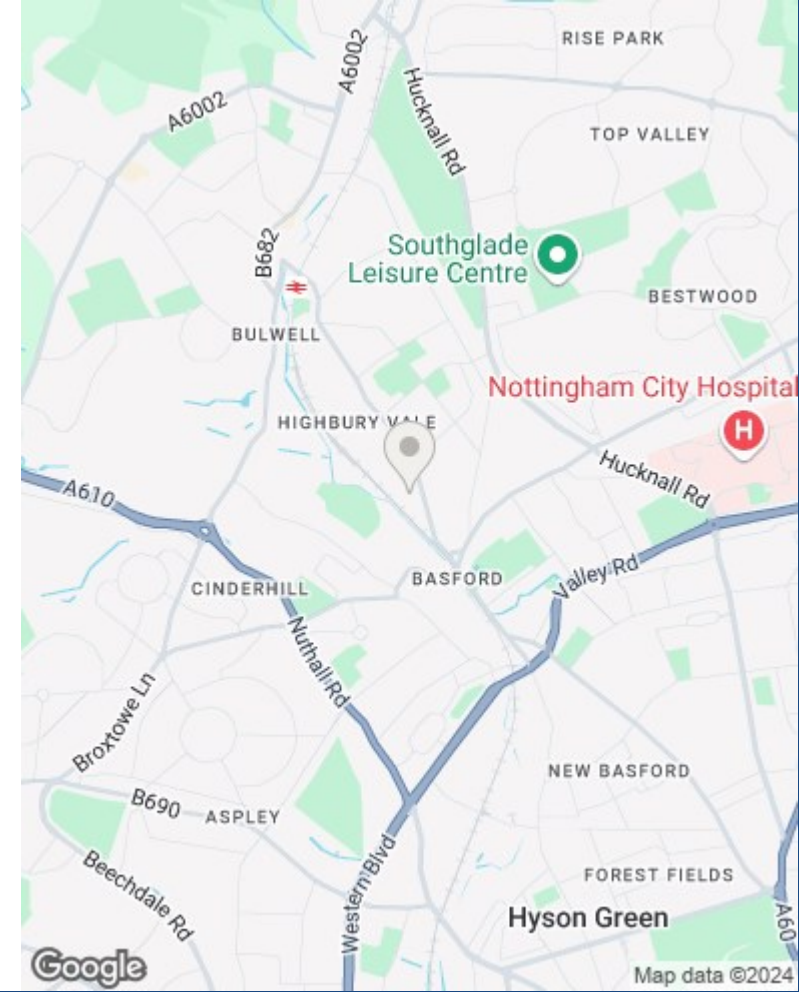 RISE PARK
A6002
A6002
Hucknall Rd
TOP VALLEY
B682
Southglade
Leisure Centre
BESTWOOD
BULWELL
Nottingham City Hospital
H
HIGHBURY VALE
Hucknall Rd
A610
BASFORD
Valley Rd
CINDERHILL
Nuthall Rd
Broxtowe Ln
NEW BASFORD
B690
ASPLEY
Beechdale Rd
Western Blvd
FOREST FIELDS
Hyson Green
A60
Google
Map data ©2024